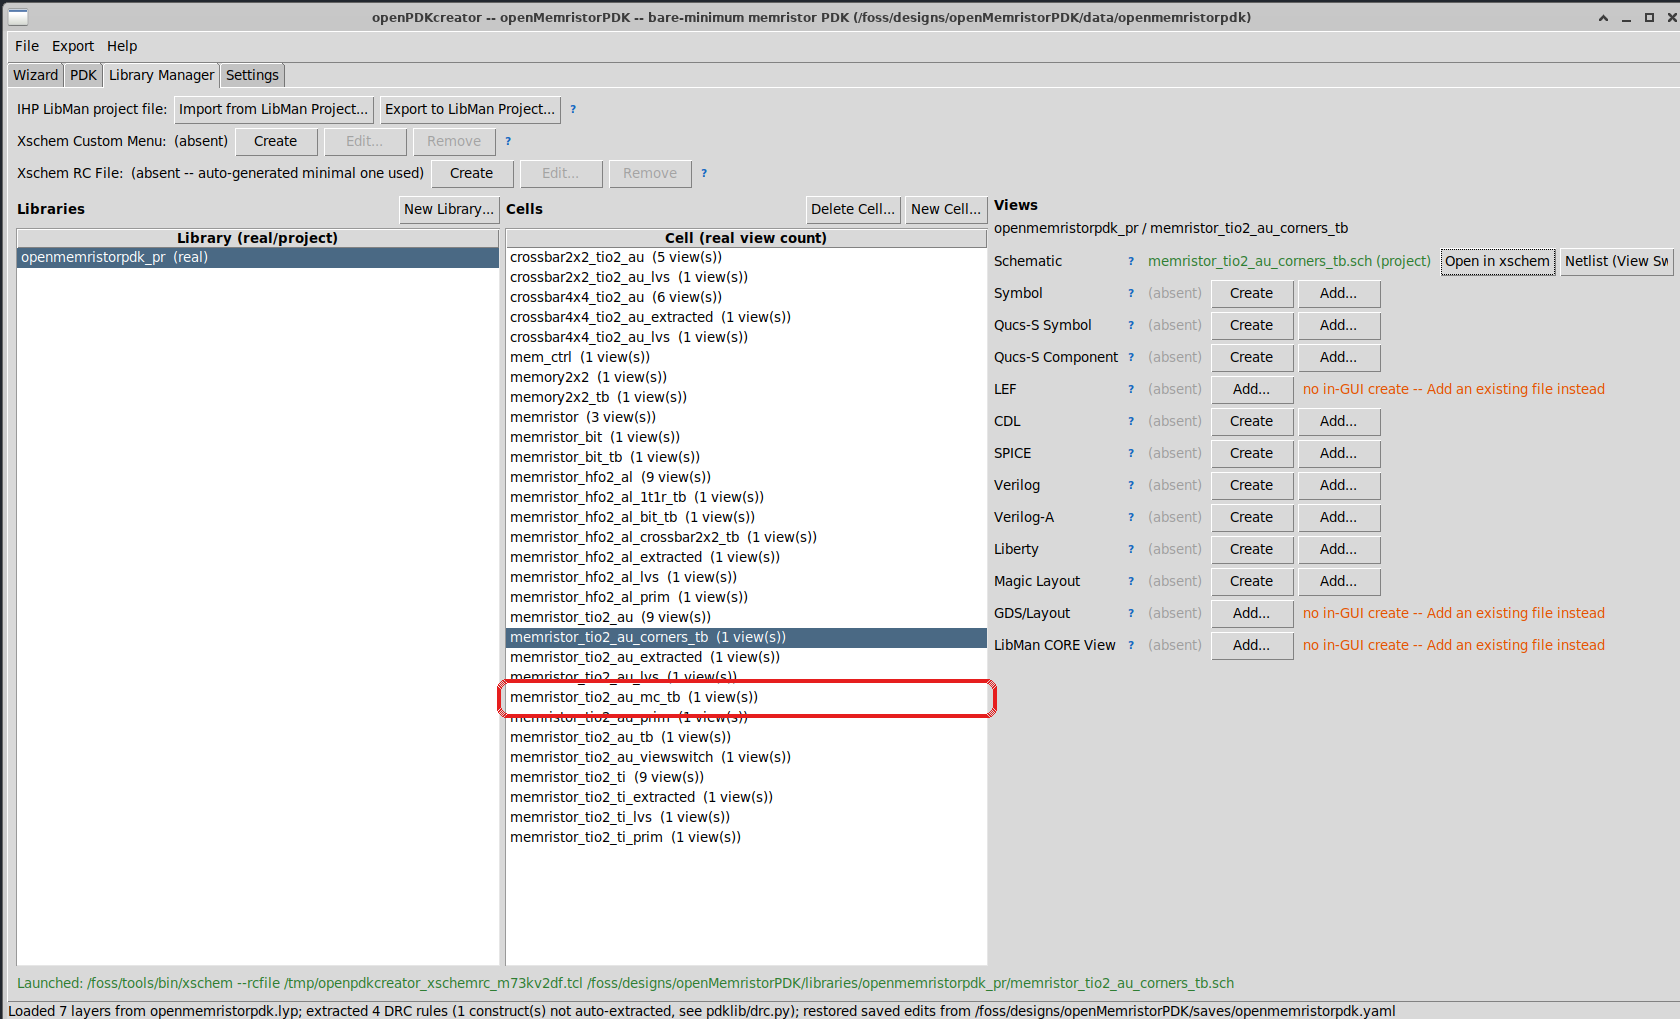 openPDKcreator -- openMemristorPDK -- bare-minimum memristor PDK (/foss/designs/openMemristorPDK/data/openmemristorpdk)
File Export Help
Wizard PDK Library Manager Settings
IHP LibMan project file: Import from LibMan Project... Export to LibMan Project... ?
Xschem Custom Menu: (absent) Create Edit... Remove ?
Xschem RC File: (absent -- auto-generated minimal one used) Create Edit... Remove ?
Libraries New Library...
Library (real/project)
openmemristorpdk_pr (real)
Cells Delete Cell... New Cell...
Cell (real view count)
crossbar2x2_tio2_au (5 view(s))
crossbar2x2_tio2_au_lvs (1 view(s))
crossbar4x4_tio2_au (6 view(s))
crossbar4x4_tio2_au_extracted (1 view(s))
crossbar4x4_tio2_au_lvs (1 view(s))
mem_ctrl (1 view(s))
memory2x2 (1 view(s))
memory2x2_tb (1 view(s))
memristor (3 view(s))
memristor_bit (1 view(s))
memristor_bit_tb (1 view(s))
memristor_hfo2_al (9 view(s))
memristor_hfo2_al_1t1r_tb (1 view(s))
memristor_hfo2_al_bit_tb (1 view(s))
memristor_hfo2_al_crossbar2x2_tb (1 view(s))
memristor_hfo2_al_extracted (1 view(s))
memristor_hfo2_al_lvs (1 view(s))
memristor_hfo2_al_prim (1 view(s))
memristor_tio2_au (9 view(s))
memristor_tio2_au_corners_tb (1 view(s))
memristor_tio2_au_extracted (1 view(s))
memristor_tio2_au_lvs (1 view(s))
memristor_tio2_au_mc_tb (1 view(s))
memristor_tio2_au_prim (1 view(s))
memristor_tio2_au_tb (1 view(s))
memristor_tio2_au_viewswitch (1 view(s))
memristor_tio2_ti (9 view(s))
memristor_tio2_ti_extracted (1 view(s))
memristor_tio2_ti_lvs (1 view(s))
memristor_tio2_ti_prim (1 view(s))
Views
openmemristorpdk_pr / memristor_tio2_au_corners_tb
Schematic ? memristor_tio2_au_corners_tb.sch (project) Open in xschem Netlist (View Sw
Symbol ? (absent) Create Add...
Qucs-S Symbol ? (absent) Create Add...
Qucs-S Component ? (absent) Create Add...
LEF ? (absent) Add... no in-GUI create -- Add an existing file instead
CDL ? (absent) Create Add...
SPICE ? (absent) Create Add...
Verilog ? (absent) Create Add...
Verilog-A ? (absent) Create Add...
Liberty ? (absent) Create Add...
Magic Layout ? (absent) Create Add...
GDS/Layout ? (absent) Add... no in-GUI create -- Add an existing file instead
LibMan CORE View ? (absent) Add... no in-GUI create -- Add an existing file instead
Launched: /foss/tools/bin/xschem --rcfile /tmp/openpdkcreator_xschemrc_m73kv2df.tcl /foss/designs/openMemristorPDK/libraries/openmemristorpdk_pr/memristor_tio2_au_corners_tb.sch
Loaded 7 layers from openmemristorpdk.lyp; extracted 4 DRC rules (1 construct(s) not auto-extracted, see pdklib/drc.py); restored saved edits from /foss/designs/openMemristorPDK/saves/openmemristorpdk.yaml